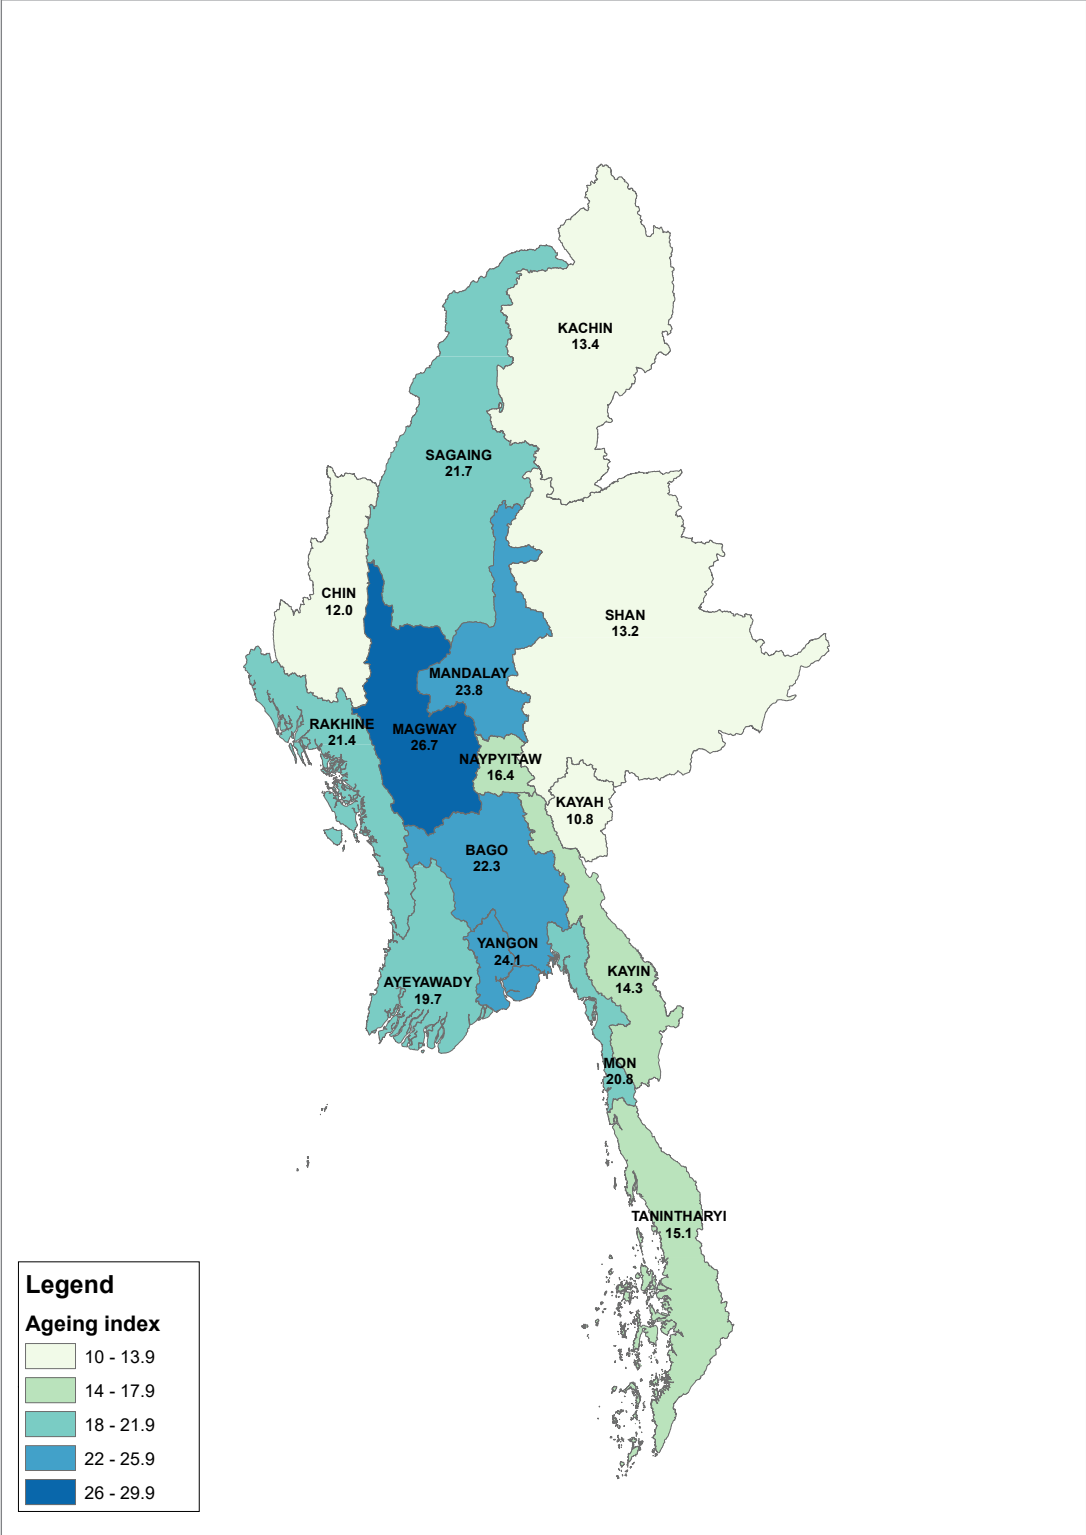 KACHIN
13.4
SAGAING
21.7
CHIN
12.0
SHAN
13.2
MANDALAY
23.8
RAKHINE
21.4
MAGWAY
26.7
NAYPYITAW
16.4
KAYAH
10.8
BAGO
22.3
YANGON
24.1
AYEYAWADY
19.7
KAYIN
14.3
MON
20.8
TANINTHARYI
15.1
Legend
Ageing index
10 - 13.9
14 - 17.9
18 - 21.9
22 - 25.9
26 - 29.9